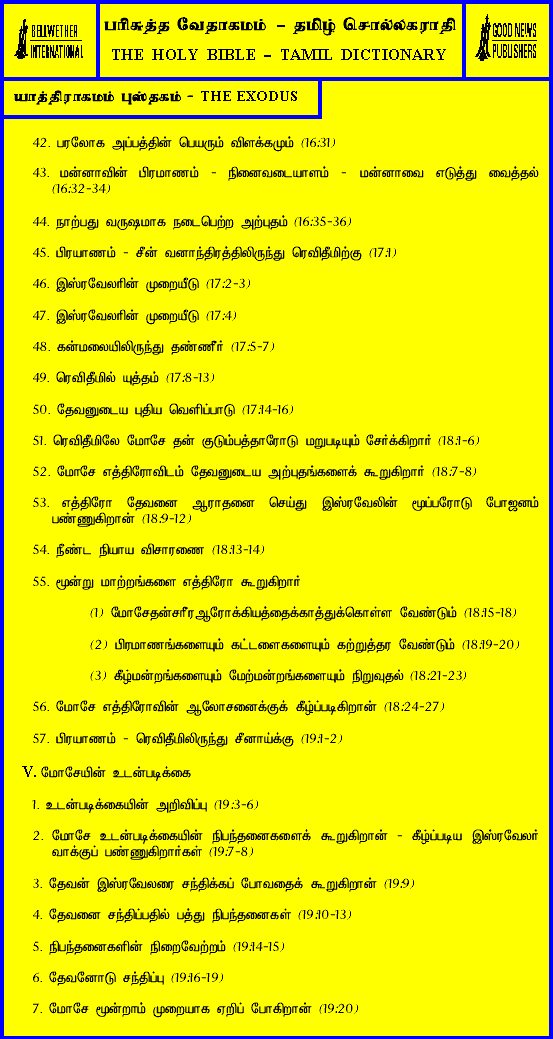 BELLWETHER
INTERNATIONAL
பரிசுத்த வேதாகமம் – தமிழ் சொல்லகராதி
THE HOLY BIBLE – TAMIL DICTIONARY
GOOD NEWS
PUBLISHERS
யாத்திராகமம் புஸ்தகம் - THE EXODUS
42. பரலோக அப்பத்தின் பெயரும் விளக்கமும் (16:31)
43. மன்னாவின் பிரமாணம் - நினைவடையாளம் - மன்னாவை எடுத்து வைத்தல்
(16:32-34)
44. நாற்பது வருஷமாக நடைபெற்ற அற்புதம் (16:35-36)
45. பிரயாணம் - சீன் வனாந்திரத்திலிருந்து ரெவிதீமிற்கு (17:1)
46. இஸ்ரவேலரின் முறையீடு (17:2-3)
47. இஸ்ரவேலரின் முறையீடு (17:4)
48. கன்மலையிலிருந்து தண்ணீர் (17:5-7)
49. ரெவிதீமில் யுத்தம் (17:8-13)
50. தேவனுடைய புதிய வெளிப்பாடு (17:14-16)
51. ரெவிதீமிலே மோசே தன் குடும்பத்தாரோடு மறுபடியும் சேர்க்கிறார் (18:1-6)
52. மோசே எத்திரோவிடம் தேவனுடைய அற்புதங்களைக் கூறுகிறார் (18:7-8)
53. எத்திரோ தேவனை ஆராதனை செய்து இஸ்ரவேலின் மூப்பரோடு போஜனம்
பண்ணுகிறான் (18:9-12)
54. நீண்ட நியாய விசாரணை (18:13-14)
55. மூன்று மாற்றங்களை எத்திரோ கூறுகிறார்
(1) மோசேதன்சரீரஆரோக்கியத்தைக்காத்துக்கொள்ள வேண்டும் (18:15-18)
(2) பிரமாணங்களையும் கட்டளைகளையும் கற்றுத்தர வேண்டும் (18:19-20)
(3) கீழ்மன்றங்களையும் மேற்மன்றங்களையும் நிறுவுதல் (18:21-23)
56. மோசே எத்திரோவின் ஆலோசனைக்குக் கீழ்ப்படிகிறான் (18:24-27)
57. பிரயாணம் - ரெவிதீமிலிருந்து சீனாய்க்கு (19:1-2)
V. மோசேயின் உடன்படிக்கை
1. உடன்படிக்கையின் அறிவிப்பு (19:3-6)
2. மோசே உடன்படிக்கையின் நிபந்தனைகளைக் கூறுகிறான் - கீழ்ப்படிய இஸ்ரவேலர்
வாக்குப் பண்ணுகிறார்கள் (19:7-8)
3. தேவன் இஸ்ரவேலரை சந்திக்கப் போவதைக் கூறுகிறான் (19:9)
4. தேவனை சந்திப்பதில் பத்து நிபந்தனைகள் (19:10-13)
5. நிபந்தனைகளின் நிறைவேற்றம் (19:14-15)
6. தேவனோடு சந்திப்பு (19:16-19)
7. மோசே மூன்றாம் முறையாக ஏறிப் போகிறான் (19:20)